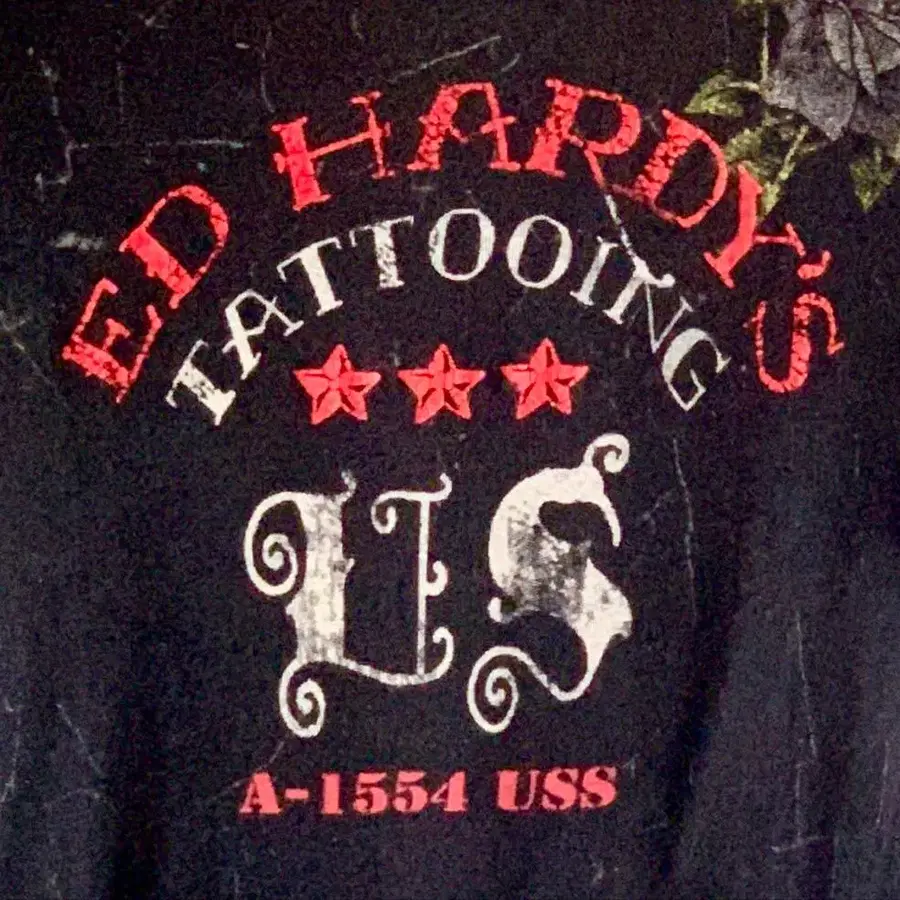 ED HARDY'S
TATTOOING
US
A-1554 USS